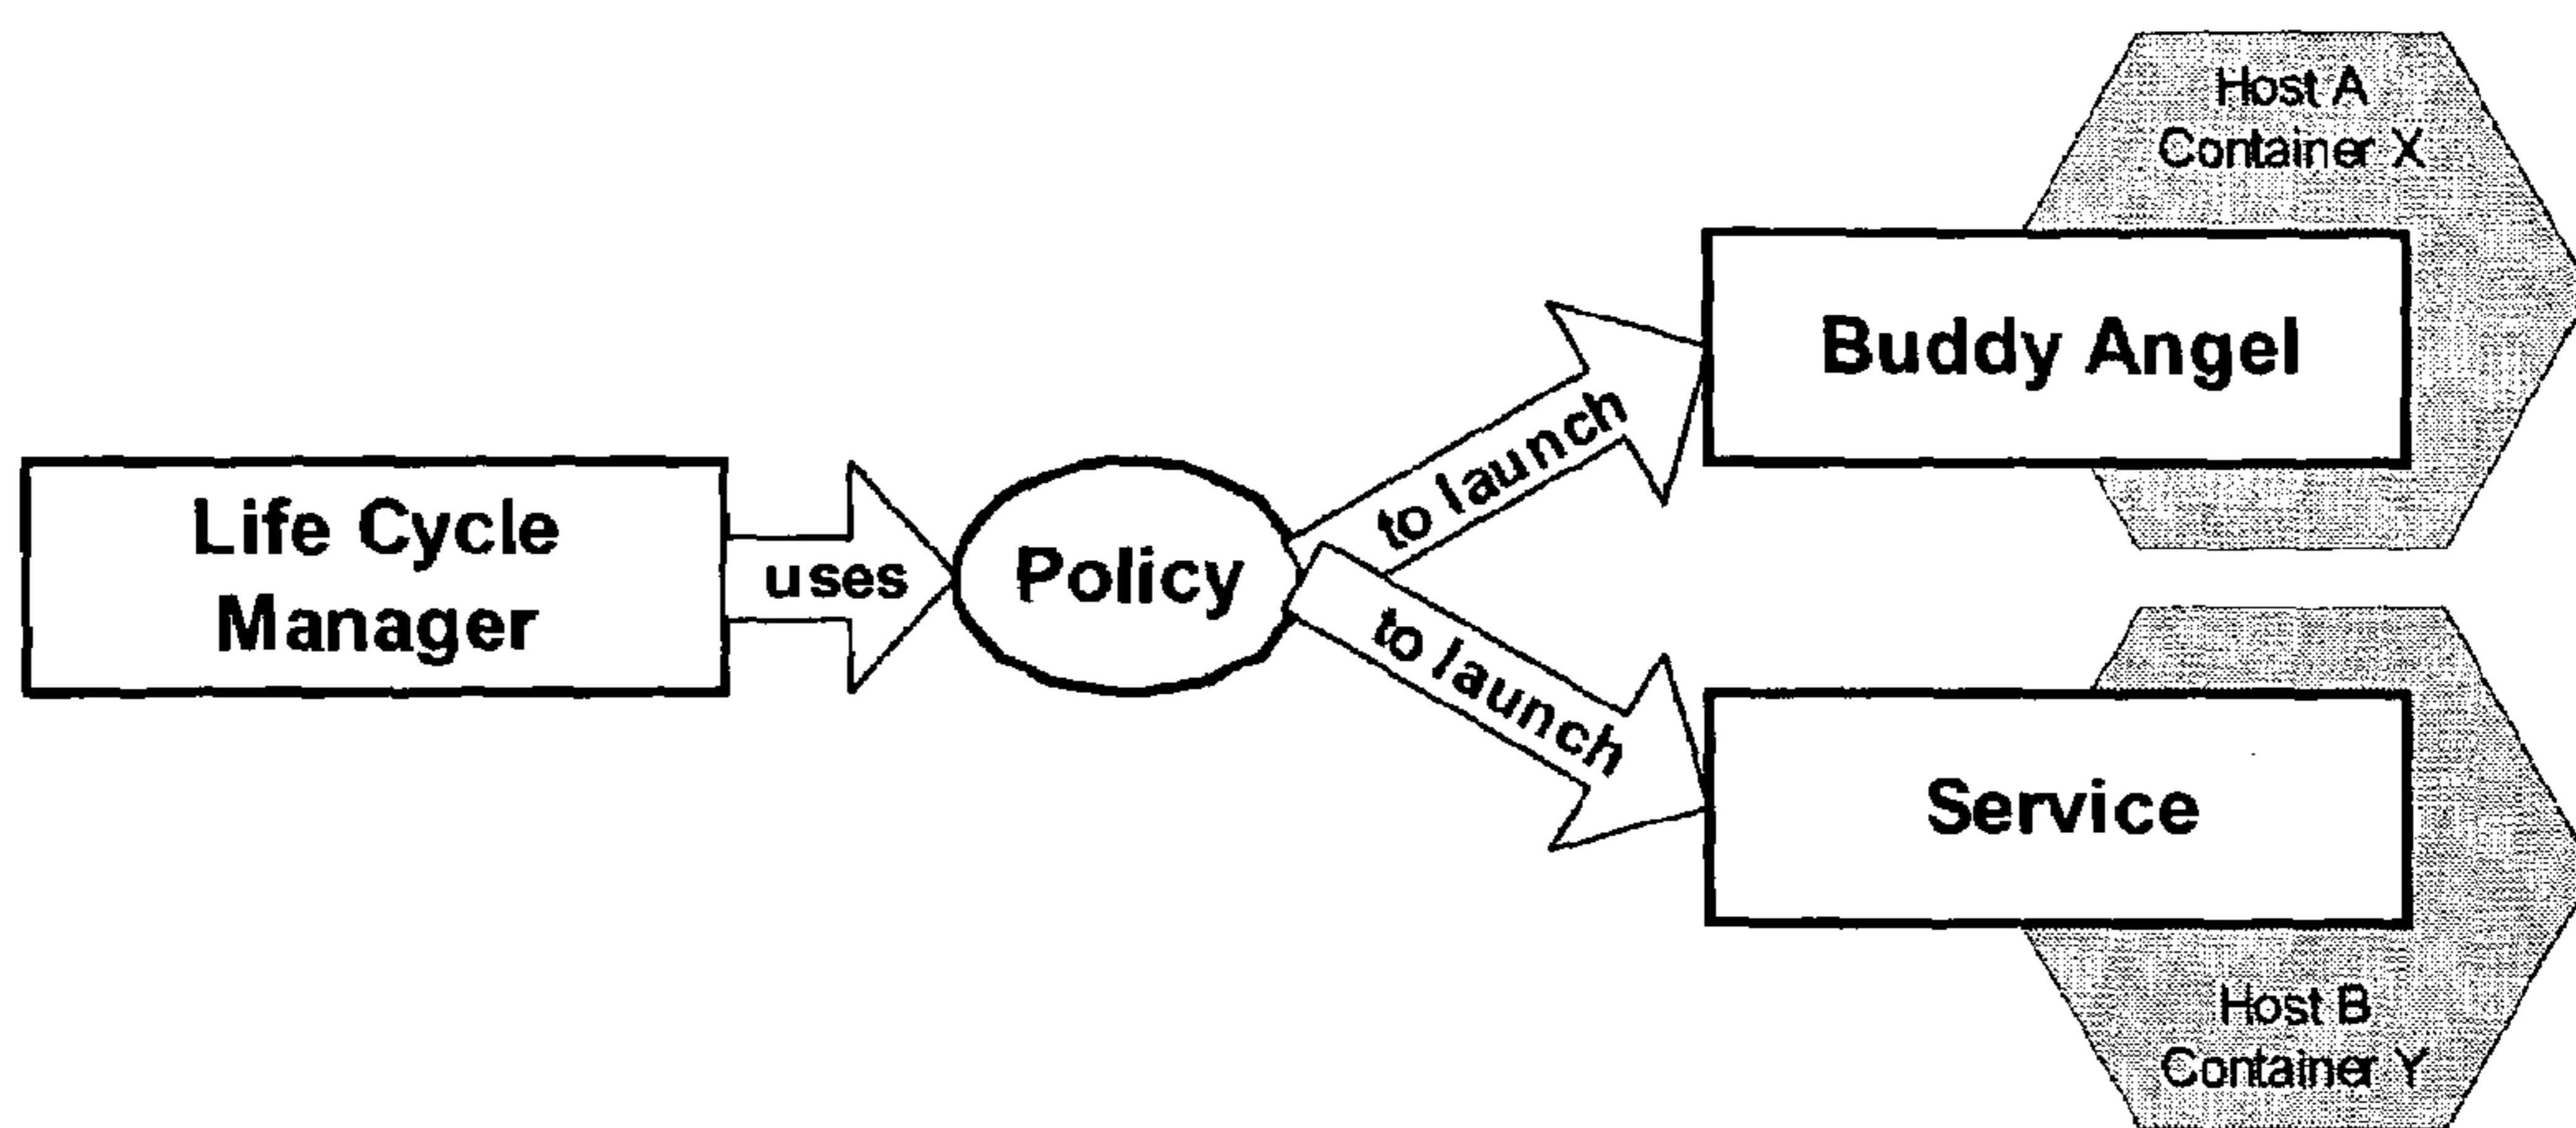 Host A
Container X
Buddy Angel
to launch
Life Cycle
Manager
uses
Policy
to launch
Service
Host B
Container Y